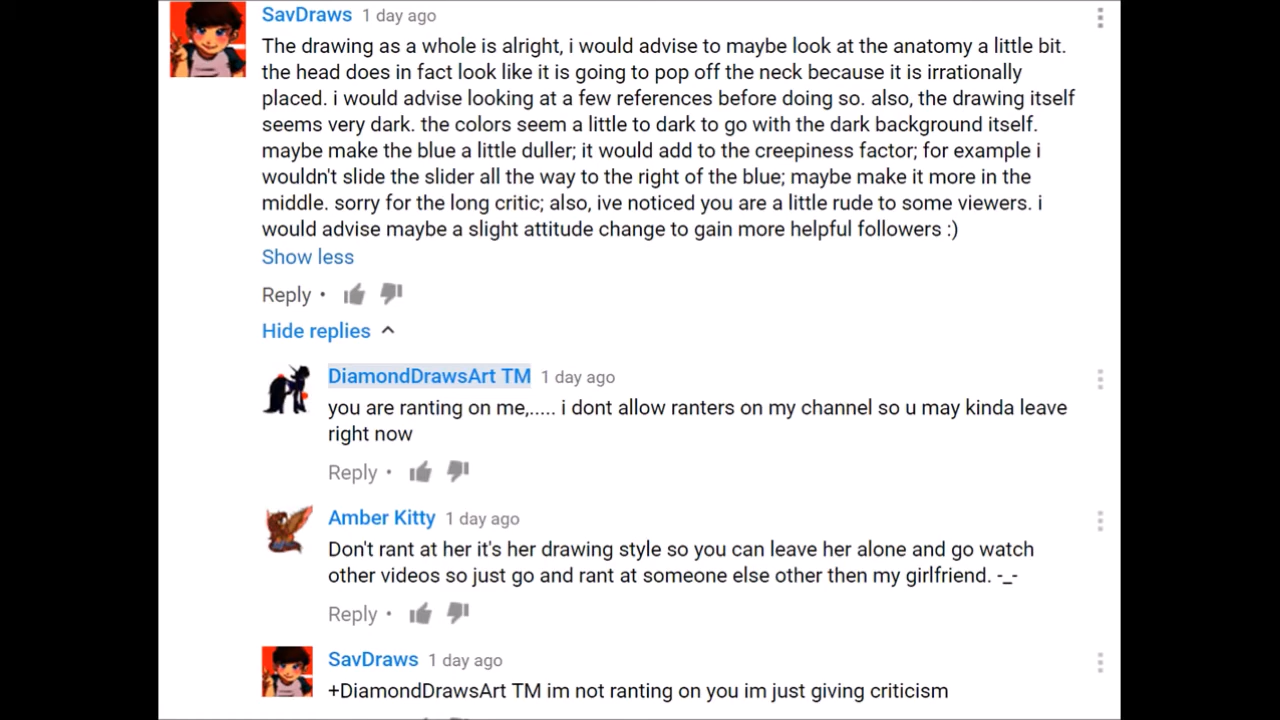 SavDraws 1 day ago
The drawing as a whole is alright, i would advise to maybe look at the anatomy a little bit.
the head does in fact look like it is going to pop off the neck because it is irrationally
placed. i would advise looking at a few references before doing so. also, the drawing itself
seems very dark. the colors seem a little to dark to go with the dark background itself.
maybe make the blue a little duller; it would add to the creepiness factor; for example i
wouldn't slide the slider all the way to the right of the blue; maybe make it more in the
middle. sorry for the long critic; also, ive noticed you are a little rude to some viewers. i
would advise maybe a slight attitude change to gain more helpful followers :)
Show less
Reply •
Hide replies
DiamondDrawsArt TM 1 day ago
you are ranting on me,..... i dont allow ranters on my channel so u may kinda leave
right now
Reply •
Amber Kitty 1 day ago
Don't rant at her it's her drawing style so you can leave her alone and go watch
other videos so just go and rant at someone else other then my girlfriend. -_-
Reply •
SavDraws 1 day ago
+DiamondDrawsArt TM im not ranting on you im just giving criticism